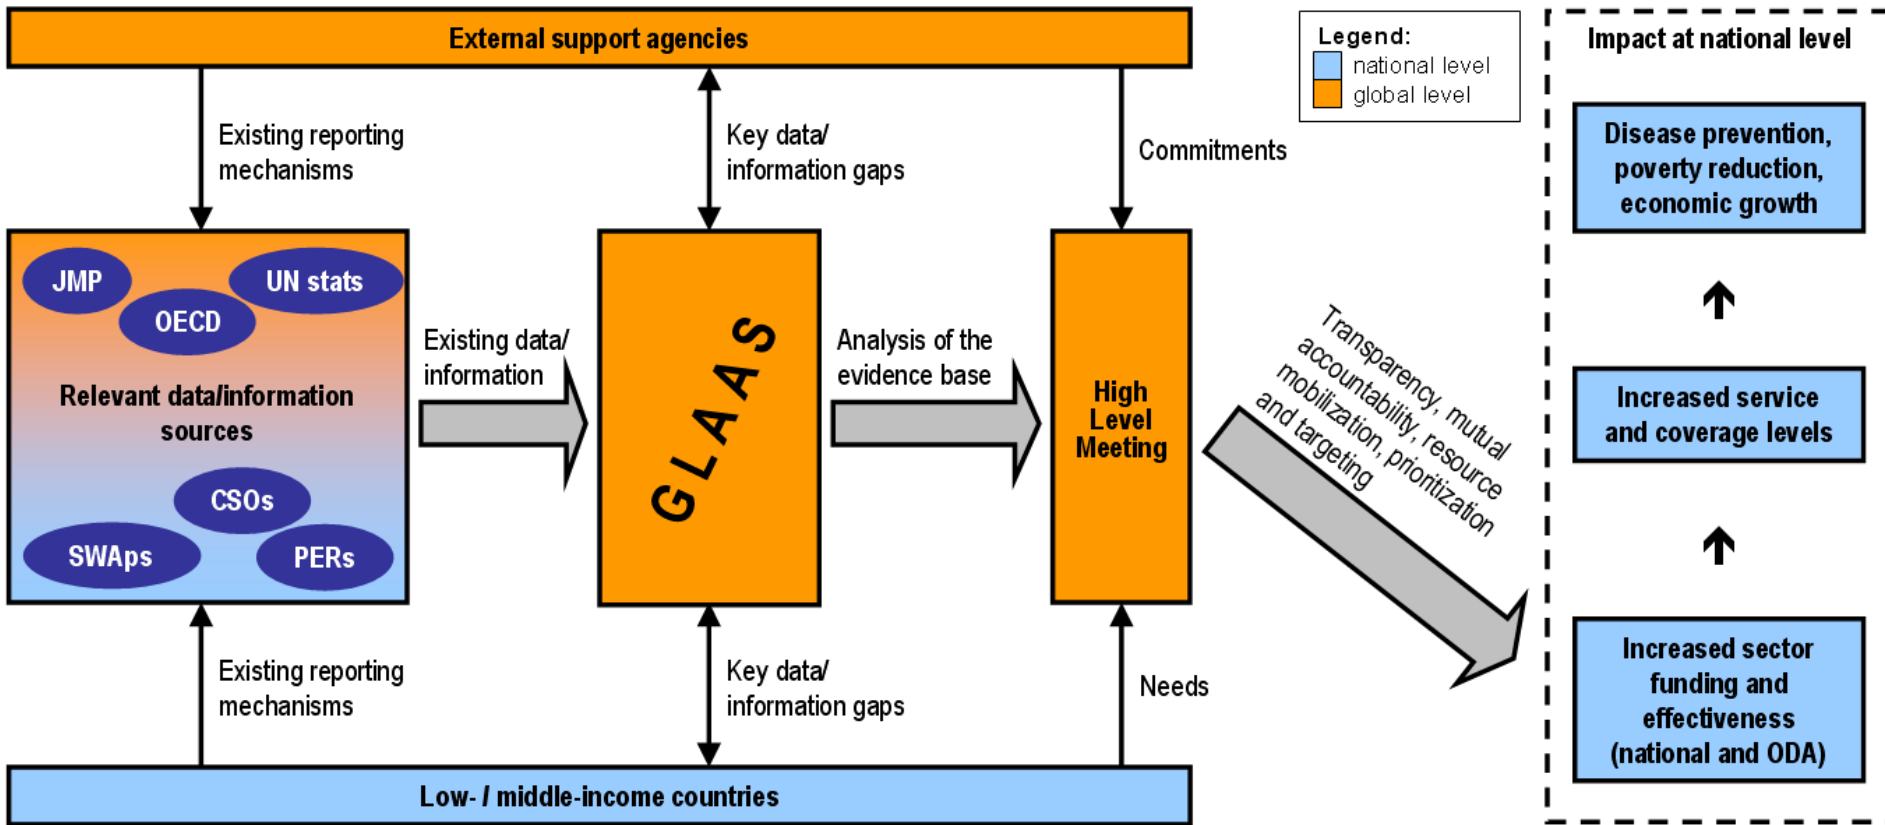 External support agencies
Legend:
national level
global level
Impact at national level
Existing reporting
mechanisms
Key data/
information gaps
Commitments
Disease prevention,
poverty reduction,
economic growth
JMP
UN stats
OECD
Relevant data/information
sources
CSOs
SWAps
PERs
Existing data/
information
GLAAS
Analysis of the
evidence base
High
Level
Meeting
Transparency, mutual
accountability, resource
mobilization, prioritization
and targeting
Increased service
and coverage levels
Increased sector
funding and
effectiveness
(national and ODA)
Existing reporting
mechanisms
Key data/
information gaps
Needs
Low- / middle-income countries